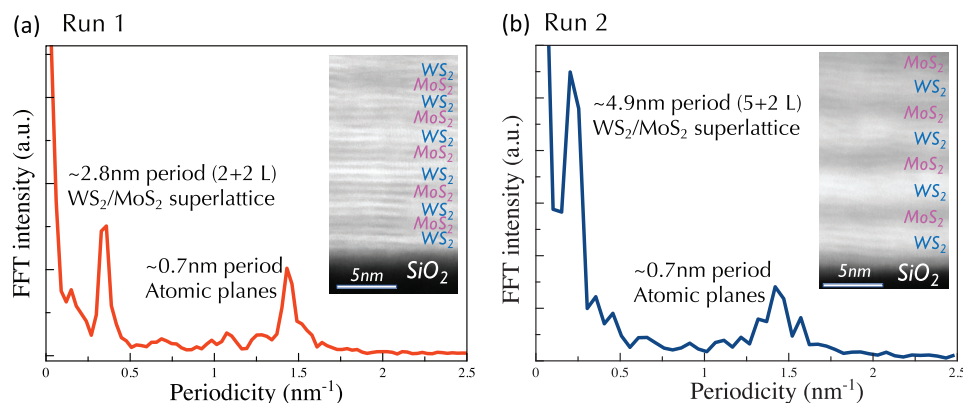 (a) Run 1
FFT intensity (a.u.)
~2.8nm period (2+2 L)
WS₂/MoS₂ superlattice
~0.7nm period
Atomic planes
WS₂
MoS₂
WS₂
MoS₂
WS₂
MoS₂
WS₂
MoS₂
WS₂
MoS₂
WS₂
5nm
SiO₂
0 0.5 1.0 1.5 2.0 2.5
Periodicity (nm⁻¹)
(b) Run 2
FFT intensity (a.u.)
~4.9nm period (5+2 L)
WS₂/MoS₂ superlattice
~0.7nm period
Atomic planes
MoS₂
WS₂
MoS₂
WS₂
MoS₂
WS₂
MoS₂
WS₂
5nm
SiO₂
0 0.5 1.0 1.5 2.0 2.5
Periodicity (nm⁻¹)